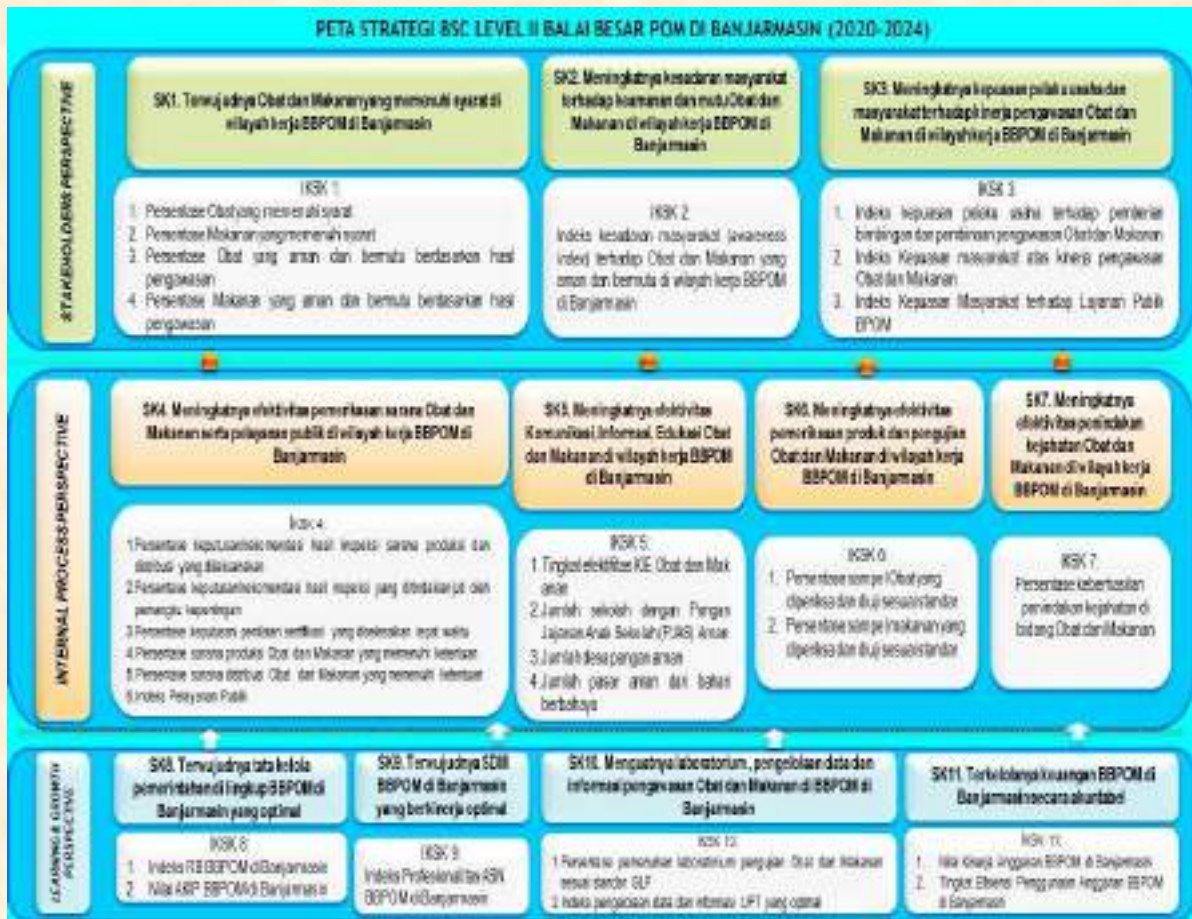 PETA STRATEGI BSC LEVEL II BALAI BESAR POM DI BANJARMASIN (2020-2024)
STAKEHOLDERS PERSPECTIVE
SK1. Terwujudnya Obat dan Makanan yang memenuhi syarat di
wilayah kerja BBPOM di Banjarmasin
IKSK 1:
1. Persentase Obat yang memenuhi syarat
2. Persentase Makanan yang memenuhi syarat
3. Persentase Obat yang aman dan bermutu berdasarkan hasil
pengawasan
4. Persentase Makanan yang aman dan bermutu berdasarkan hasil
pengawasan
SK2. Meningkatnya kesadaran masyarakat
terhadap keamanan dan mutu Obat dan
Makanan di wilayah kerja BBPOM di
Banjarmasin
IKSK 2:
Indeks kesadaran masyarakat (awareness
index) terhadap Obat dan Makanan yang
aman dan bermutu di wilayah kerja BBPOM
di Banjarmasin
SK3. Meningkatnya kepuasan pelaku usaha dan
masyarakat terhadap kinerja pengawasan Obat dan
Makanan di wilayah kerja BBPOM di Banjarmasin
IKSK 3:
1. Indeks kepuasan pelaku usaha terhadap pemberian
bimbingan dan pembinaan pengawasan Obat dan Makanan
2. Indeks Kepuasan masyarakat atas kinerja pengawasan
Obat dan Makanan
3. Indeks Kepuasan Masyarakat terhadap Layanan Publik
BPOM
INTERNAL PROCESS PERSPECTIVE
SK4. Meningkatnya efektivitas pemeriksaan sarana Obat dan
Makanan serta pelayanan publik di wilayah kerja BBPOM di
Banjarmasin
IKSK 4:
1.Persentase keputusan/rekomendasi hasil inspeksi sarana produksi dan
distribusi yang dilaksanakan
2.Persentase keputusan/rekomendasi hasil inspeksi yang ditindaklanjuti oleh
pemangku kepentingan
3.Persentase keputusan penilaian sertifikasi yang diselesaikan tepat waktu
4.Persentase sarana produksi Obat dan Makanan yang memenuhi ketentuan
5.Persentase sarana distribusi Obat dan Makanan yang memenuhi ketentuan
6.Indeks Pelayanan Publik
SK5. Meningkatnya efektivitas
Komunikasi, Informasi, Edukasi Obat
dan Makanan di wilayah kerja BBPOM
di Banjarmasin
IKSK 5:
1.Tingkat efektifitas KIE Obat dan Mak
anan
2.Jumlah sekolah dengan Pangan
Jajanan Anak Sekolah (PJAS) Aman
3.Jumlah desa pangan aman
4.Jumlah pasar aman dari bahan
berbahaya
SK6. Meningkatnya efektivitas
pemeriksaan produk dan pengujian
Obat dan Makanan di wilayah kerja
BBPOM di Banjarmasin
IKSK 6:
1. Persentase sampel Obat yang
diperiksa dan diuji sesuai standar
2. Persentase sampel makanan yang
diperiksa dan diuji sesuai standar
SK7. Meningkatnya
efektivitas penindakan
kejahatan Obat dan
Makanan di wilayah kerja
BBPOM di Banjarmasin
IKSK 7:
Persentase keberhasilan
penindakan kejahatan di
bidang Obat dan Makanan
LEARNING & GROWTH
PERSPECTIVE
SK8. Terwujudnya tata kelola
pemerintahan di lingkup BBPOM di
Banjarmasin yang optimal
IKSK 8:
1. Indeks RB BBPOM di Banjarmasin
2. Nilai AKIP BBPOM di Banjarmasin
SK9. Terwujudnya SDM
BBPOM di Banjarmasin
yang berkinerja optimal
IKSK 9:
Indeks Profesionalitas ASN
BBPOM di Banjarmasin
SK10. Menguatnya laboratorium, pengelolaan data dan
informasi pengawasan Obat dan Makanan di BBPOM di
Banjarmasin
IKSK 10:
1.Persentase pemenuhan laboratorium pengujian Obat dan Makanan
sesuai standar GLP
2.Indeks pengelolaan data dan informasi UPT yang optimal
SK11. Terkelolanya keuangan BBPOM di
Banjarmasin secara akuntabel
IKSK 11:
1. Nilai Kinerja Anggaran BBPOM di Banjarmasin
2. Tingkat Efisiensi Penggunaan Anggaran BBPOM
di Banjarmasin